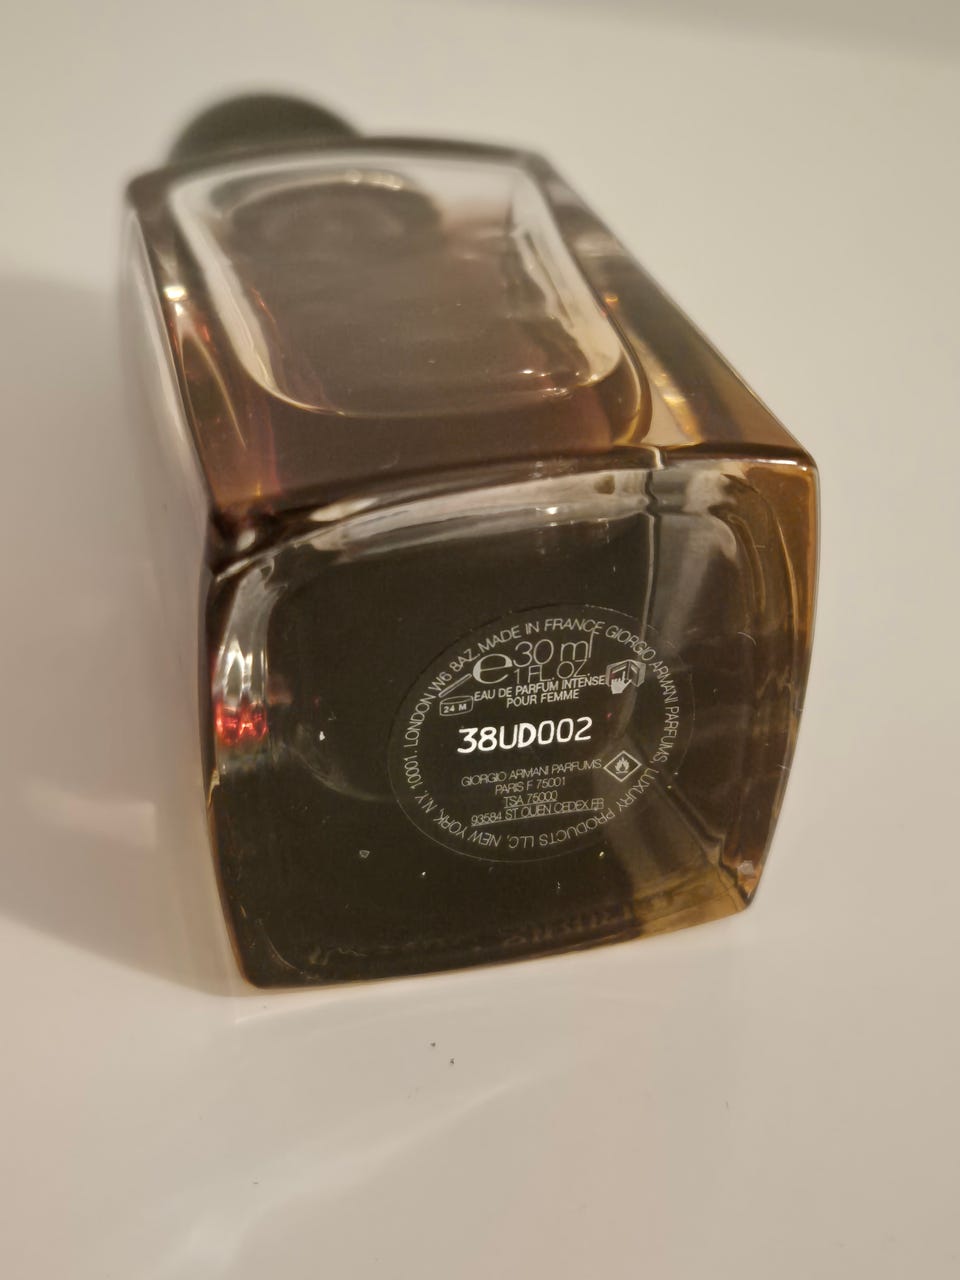 MADE IN FRANCE GIORGIO ARMANI PARFUMS, LUXURY PRODUCTS LLC, NEW YORK, N.Y. 10001. LONDON W6 8AZ.
e 30 ml
1 FL. OZ.
EAU DE PARFUM INTENSE
POUR FEMME
24 M
38UD002
GIORGIO ARMANI PARFUMS
PARIS F 75001
TSA 75000
93584 ST OUEN CEDEX FR